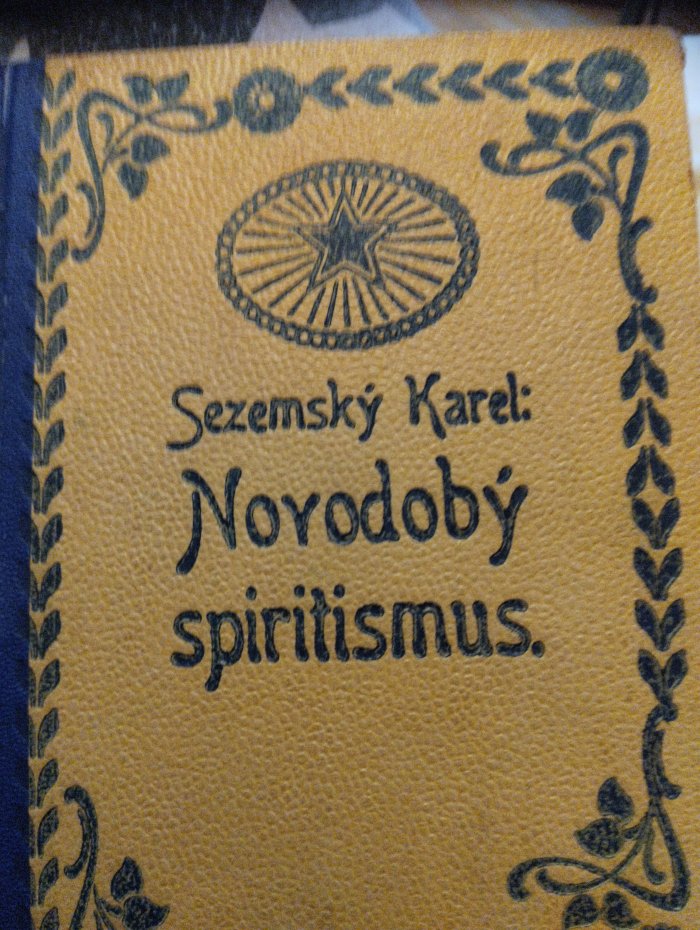 Sezemský Karel:
Novodobý
spiritismus.